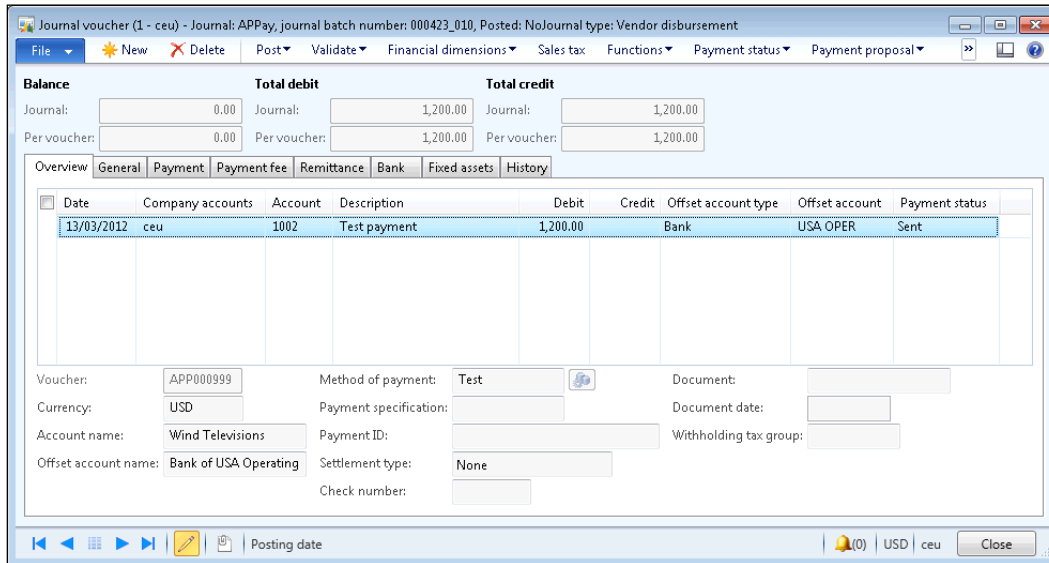 Journal voucher (1 - ceu) - Journal: APPay, journal batch number: 000423_010, Posted: NoJournal type: Vendor disbursement
File New Delete Post Validate Financial dimensions Sales tax Functions Payment status Payment proposal »
Balance Total debit Total credit
Journal: 0.00 Journal: 1,200.00 Journal: 1,200.00
Per voucher: 0.00 Per voucher: 1,200.00 Per voucher: 1,200.00
Overview General Payment Payment fee Remittance Bank Fixed assets History
Date Company accounts Account Description Debit Credit Offset account type Offset account Payment status
13/03/2012 ceu 1002 Test payment 1,200.00 Bank USA OPER Sent
Voucher: APP000999 Method of payment: Test Document:
Currency: USD Payment specification: Document date:
Account name: Wind Televisions Payment ID: Withholding tax group:
Offset account name: Bank of USA Operating Settlement type: None
Check number:
Posting date (0) USD ceu Close